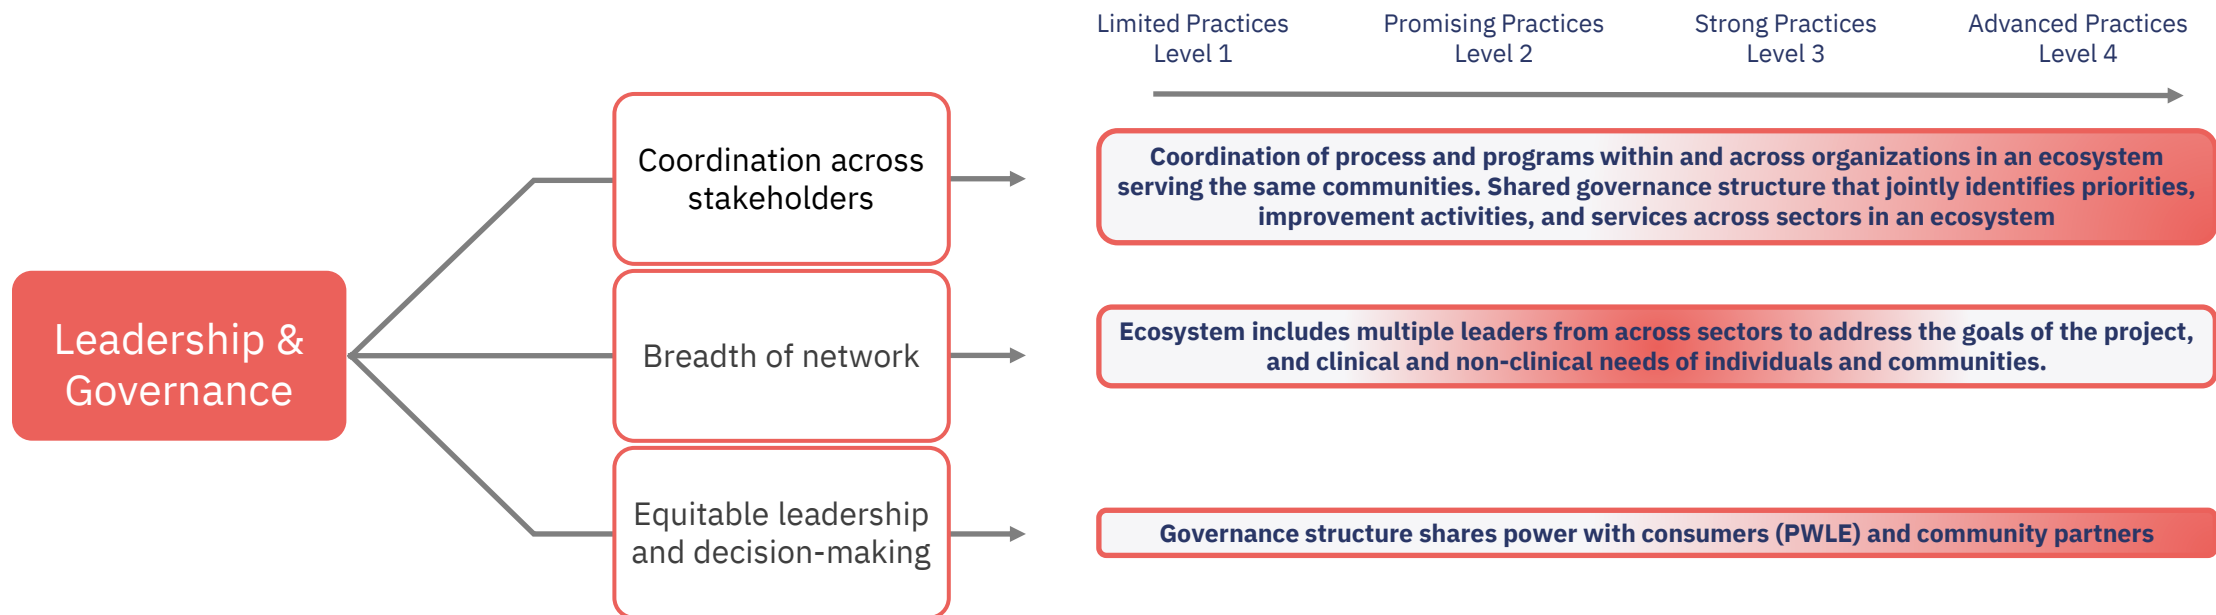 Limited Practices
Level 1
Promising Practices
Level 2
Strong Practices
Level 3
Advanced Practices
Level 4
Leadership &
Governance
Coordination across
stakeholders
Coordination of process and programs within and across organizations in an ecosystem
serving the same communities. Shared governance structure that jointly identifies priorities,
improvement activities, and services across sectors in an ecosystem
Breadth of network
Ecosystem includes multiple leaders from across sectors to address the goals of the project,
and clinical and non-clinical needs of individuals and communities.
Equitable leadership
and decision-making
Governance structure shares power with consumers (PWLE) and community partners